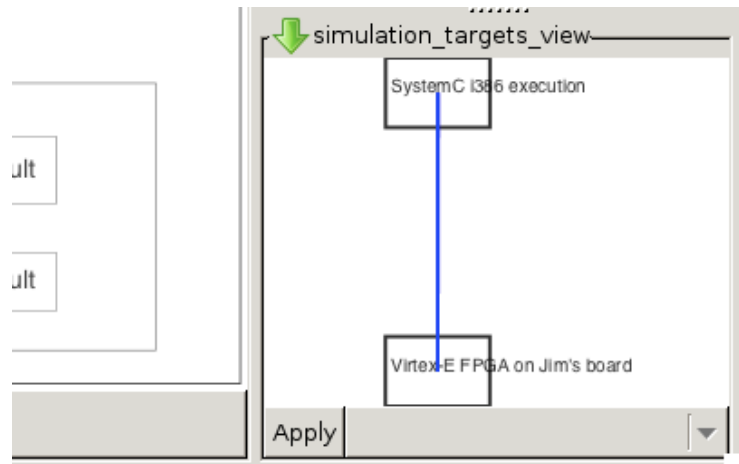 simulation_targets_view
SystemC i386 execution
ult
ult
Virtex-E FPGA on Jim's board
Apply